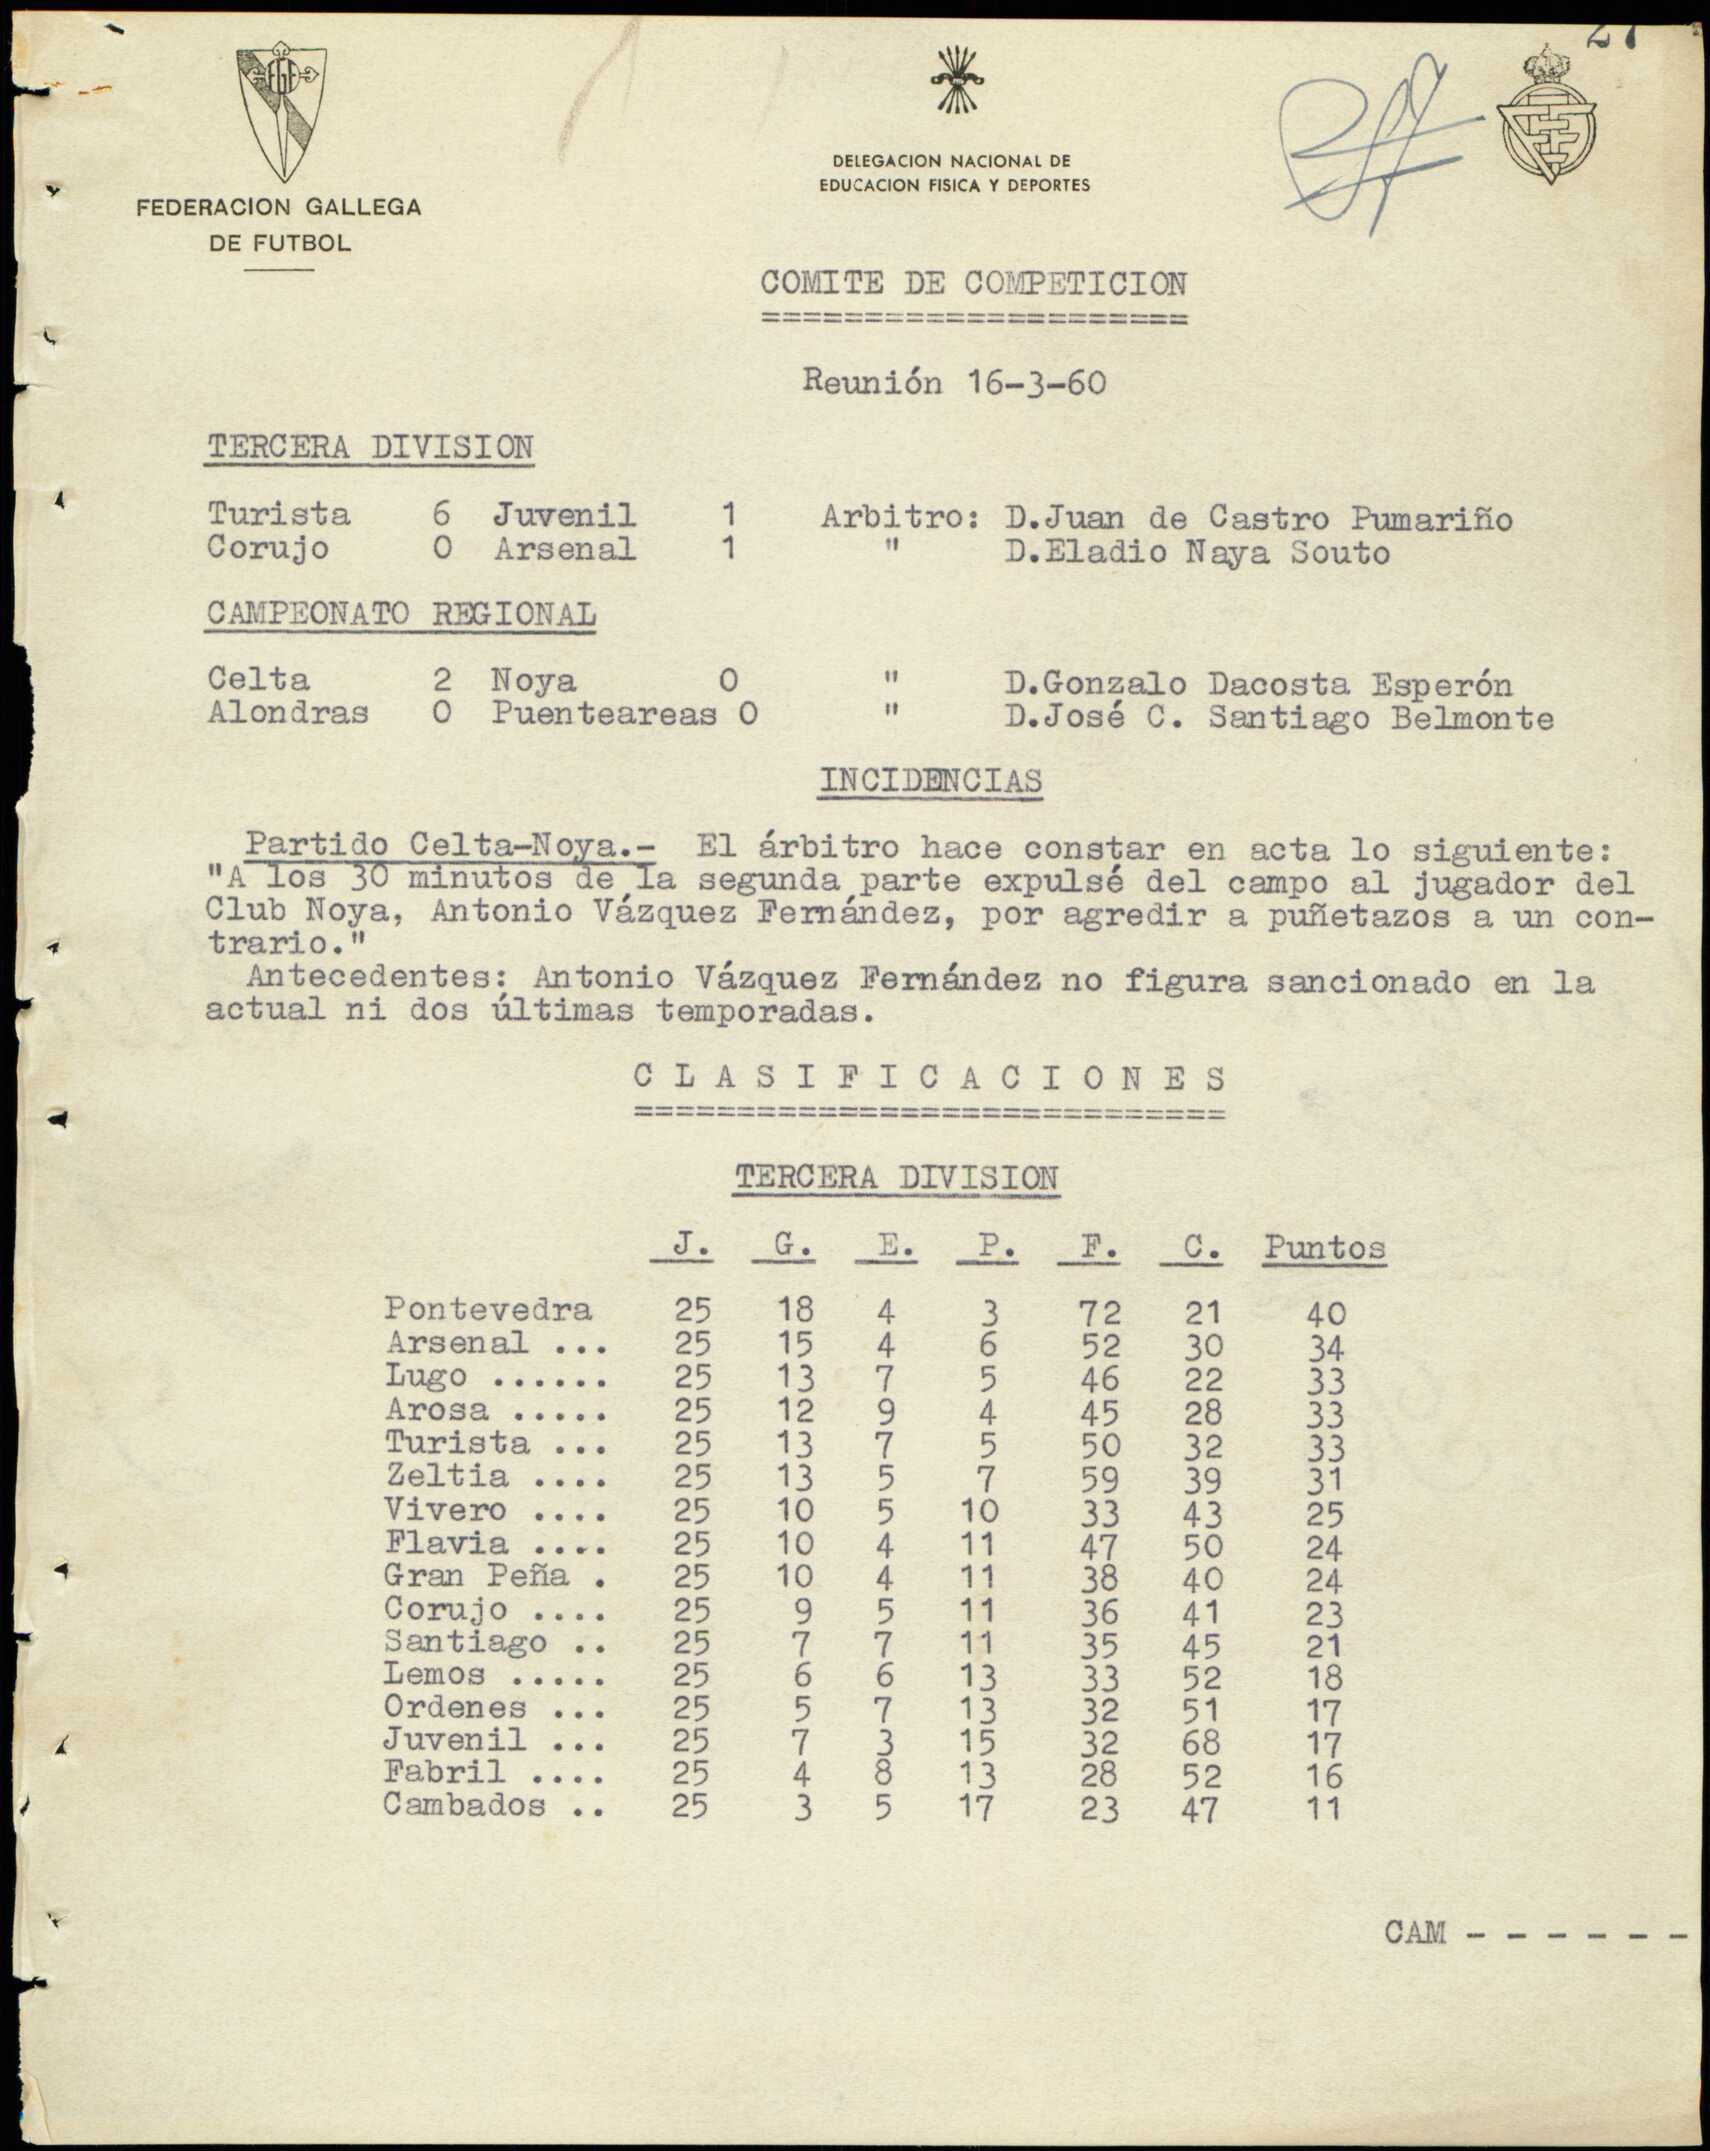 27
FGF
FEDERACION GALLEGA
DE FUTBOL
DELEGACION NACIONAL DE
EDUCACION FISICA Y DEPORTES
COMITE DE COMPETICION
=====================
Reunión 16-3-60
TERCERA DIVISION
Turista 6 Juvenil 1 Arbitro: D.Juan de Castro Pumariño
Corujo 0 Arsenal 1 " D.Eladio Naya Souto
CAMPEONATO REGIONAL
Celta 2 Noya 0 " D.Gonzalo Dacosta Esperón
Alondras 0 Puenteareas 0 " D.José C. Santiago Belmonte
INCIDENCIAS
Partido Celta-Noya.- El árbitro hace constar en acta lo siguiente:
"A los 30 minutos de la segunda parte expulsé del campo al jugador del
Club Noya, Antonio Vázquez Fernández, por agredir a puñetazos a un con-
trario."
Antecedentes: Antonio Vázquez Fernández no figura sancionado en la
actual ni dos últimas temporadas.
C L A S I F I C A C I O N E S
=============================
TERCERA DIVISION
J. G. E. P. F. C. Puntos
Pontevedra 25 18 4 3 72 21 40
Arsenal ... 25 15 4 6 52 30 34
Lugo ...... 25 13 7 5 46 22 33
Arosa ..... 25 12 9 4 45 28 33
Turista ... 25 13 7 5 50 32 33
Zeltia .... 25 13 5 7 59 39 31
Vivero .... 25 10 5 10 33 43 25
Flavia .... 25 10 4 11 47 50 24
Gran Peña . 25 10 4 11 38 40 24
Corujo .... 25 9 5 11 36 41 23
Santiago .. 25 7 7 11 35 45 21
Lemos ..... 25 6 6 13 33 52 18
Ordenes ... 25 5 7 13 32 51 17
Juvenil ... 25 7 3 15 32 68 17
Fabril .... 25 4 8 13 28 52 16
Cambados .. 25 3 5 17 23 47 11
CAM - - - - - -